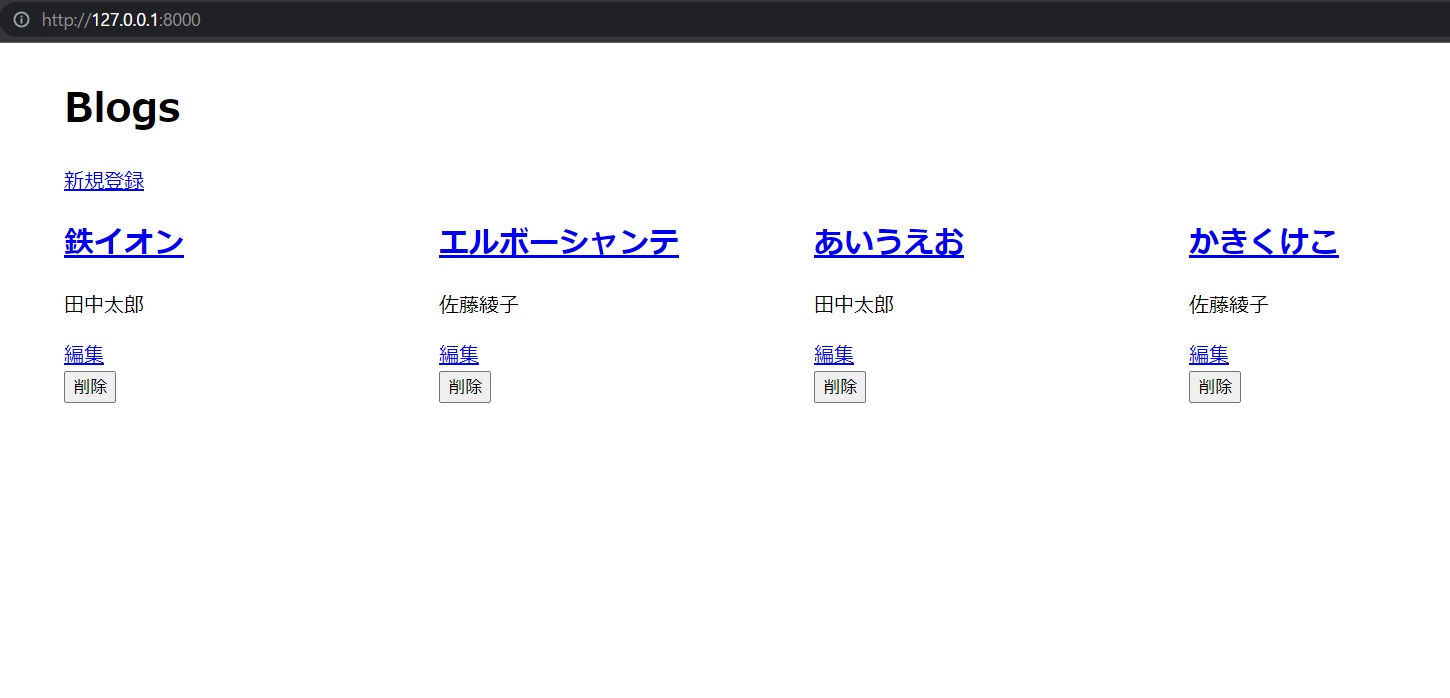 http://127.0.0.1:8000
Blogs
新規登録
鉄イオン エルボーシャンテ あいうえお かきくけこ
田中太郎 佐藤綾子 田中太郎 佐藤綾子
編集 編集 編集 編集
削除 削除 削除 削除